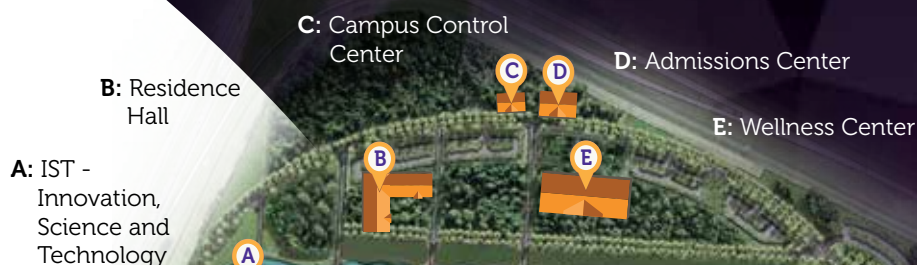 C: Campus Control
Center
D: Admissions Center
B: Residence
Hall
E: Wellness Center
A: IST -
Innovation,
Science and
Technology
C
D
B
E
A